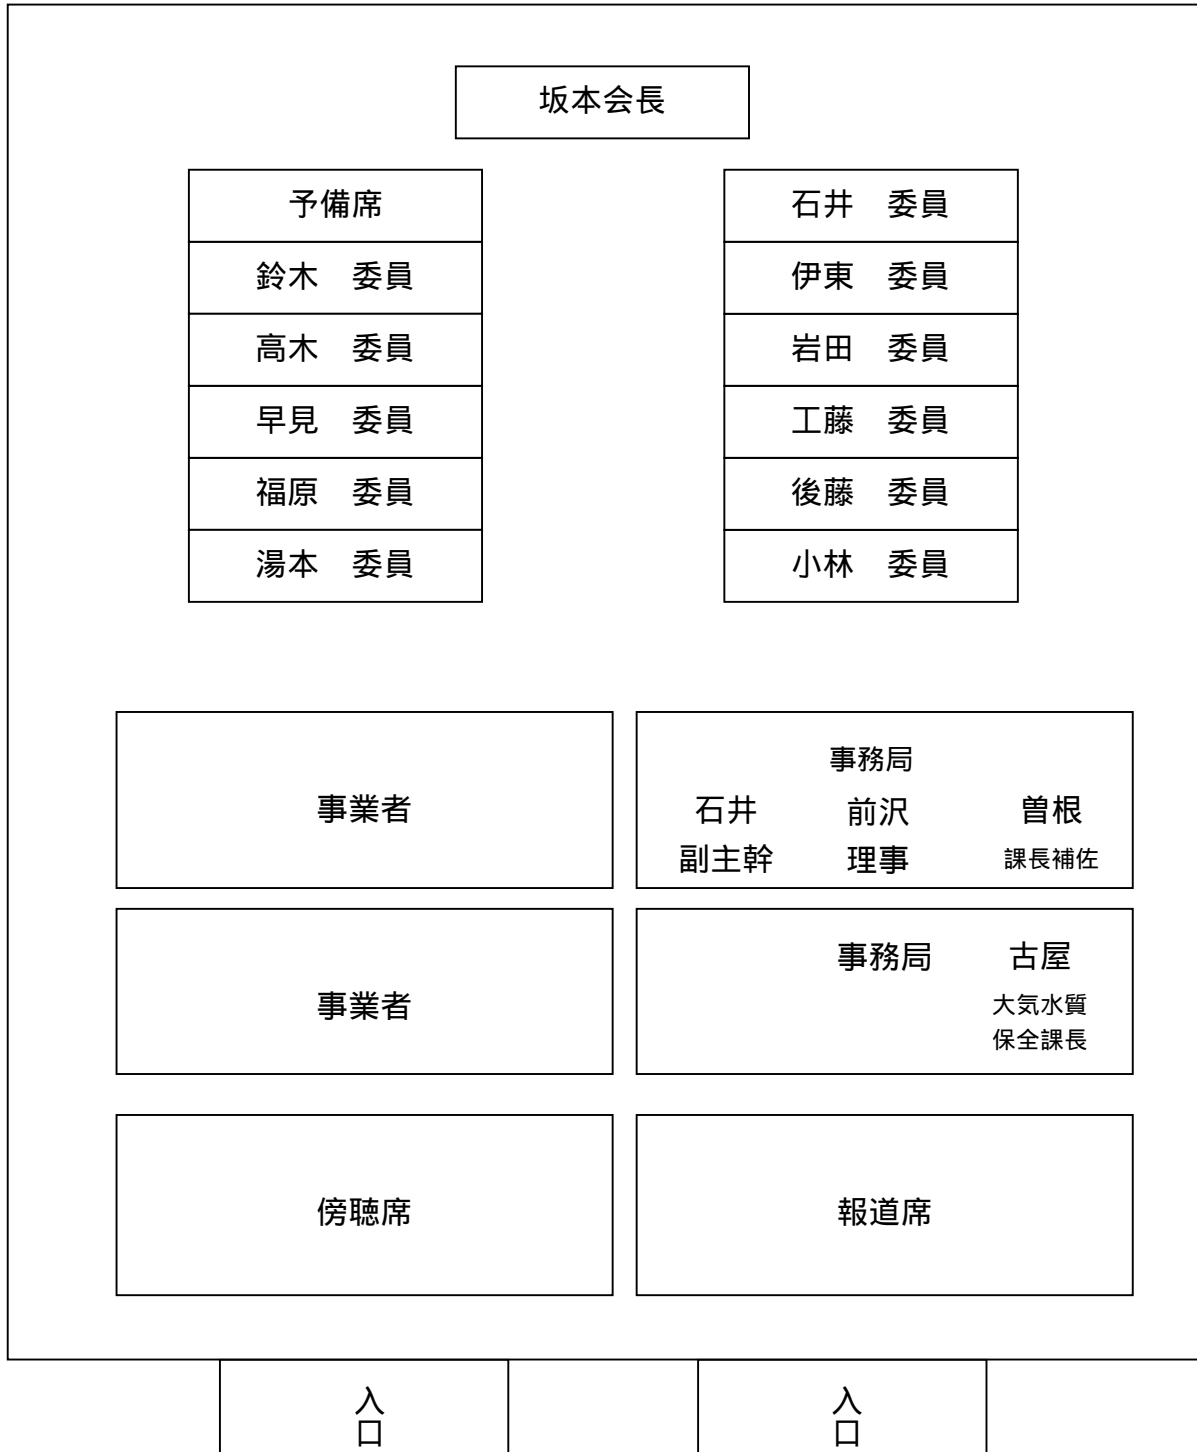 坂本会長
予備席
鈴木　委員
高木　委員
早見　委員
福原　委員
湯本　委員
石井　委員
伊東　委員
岩田　委員
工藤　委員
後藤　委員
小林　委員
事業者
事務局
石井　前沢　曽根
副主幹　理事　課長補佐
事業者
事務局　古屋
大気水質
保全課長
傍聴席
報道席
入口
入口